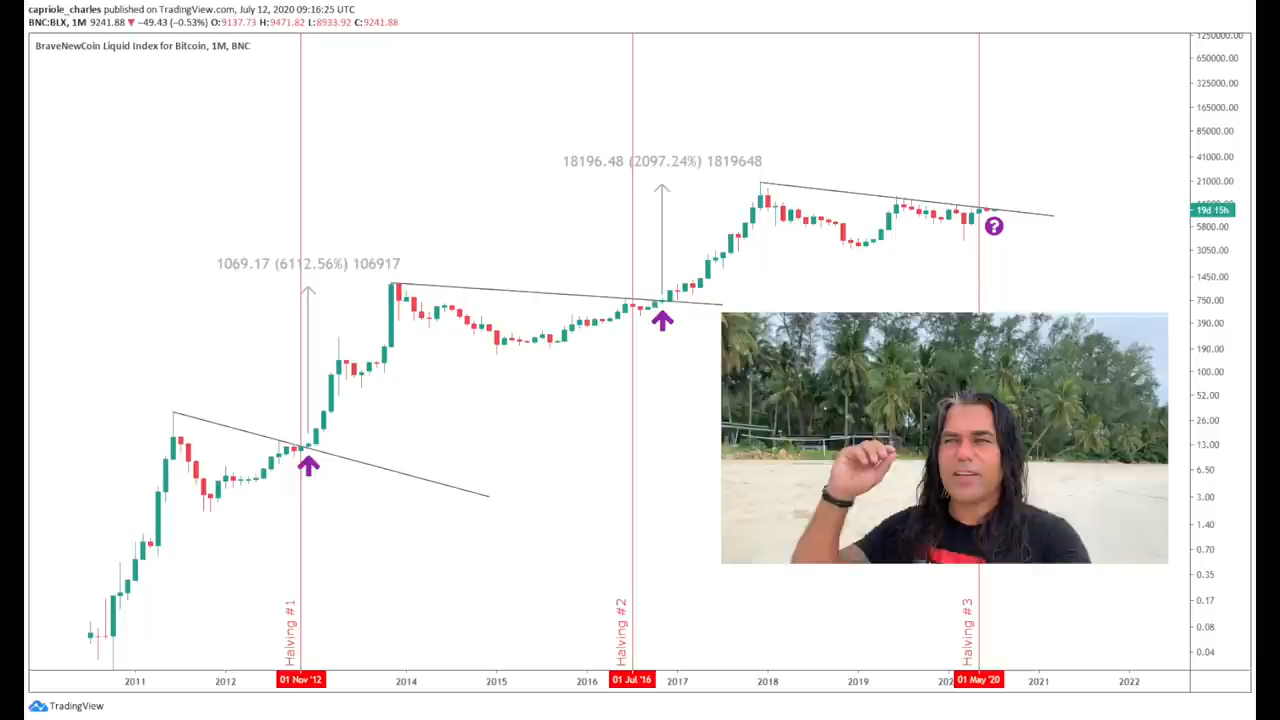 capriole_charles published on TradingView.com, July 12, 2020 09:16:25 UTC
BNC:BLX, 1M 9241.88 ▼ −49.43 (−0.53%) O:9137.73 H:9471.82 L:8933.92 C:9241.88
BraveNewCoin Liquid Index for Bitcoin, 1M, BNC
1250000.00
650000.00
325000.00
165000.00
85000.00
41000.00
21000.00
19d 15h
5800.00
3050.00
1450.00
750.00
390.00
190.00
100.00
52.00
26.00
13.00
6.50
3.00
1.40
0.70
0.35
0.17
0.08
0.04
18196.48 (2097.24%) 1819648
1069.17 (6112.56%) 106917
?
Halving #1
Halving #2
Halving #3
2011
2012
01 Nov '12
2014
2015
2016
01 Jul '16
2017
2018
2019
01 May '20
2021
2022
TradingView